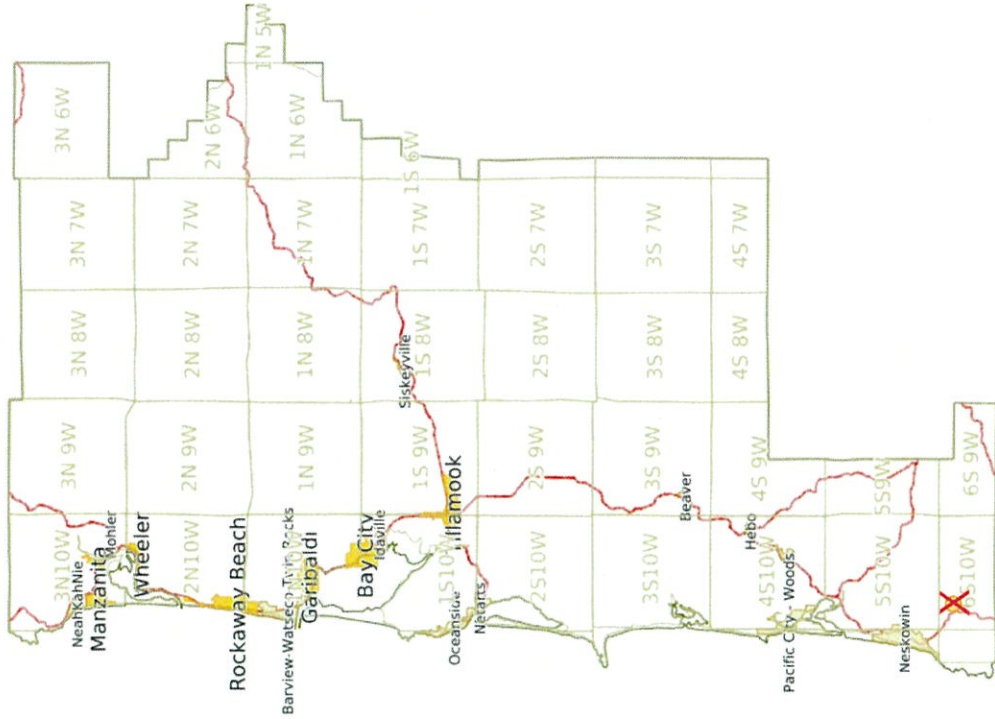 3N 6W
2N 6W
1N 5W
1N 6W
1S 6W
3N 7W
2N 7W
1N 7W
1S 7W
2S 7W
3S 7W
4S 7W
3N 8W
2N 8W
1N 8W
1S 8W
2S 8W
3S 8W
4S 8W
Siskeyville
3N 9W
2N 9W
1N 9W
1S 9W
2S 9W
3S 9W
4S 9W
5S9W
6S 9W
Beaver
Hebo
3N10W
NeahKahNie
Manzanita
Mohler
Wheeler
2N10W
Rockaway Beach
Barview-Watseco Twin Rocks
Garibaldi
Bay City
Idaville
Tillamook
1S10W
Oceanside
Netarts
2S10W
3S10W
4S10W
Pacific City - Woods
5S10W
Neskowin
6S10W